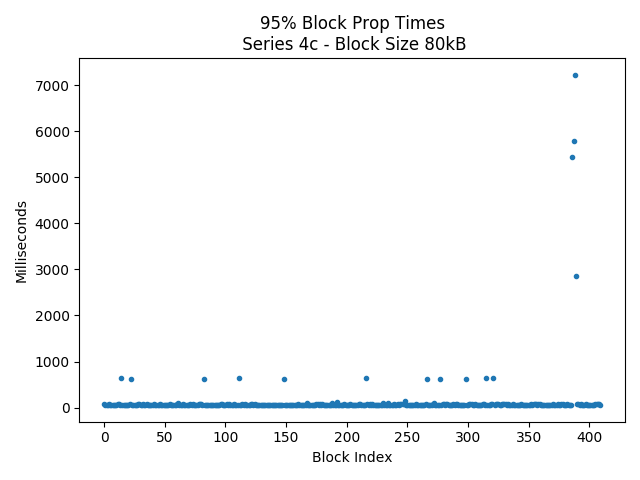 95% Block Prop Times
Series 4c - Block Size 80kB
7000
6000
5000
4000
3000
2000
1000
0
Milliseconds
0 50 100 150 200 250 300 350 400
Block Index